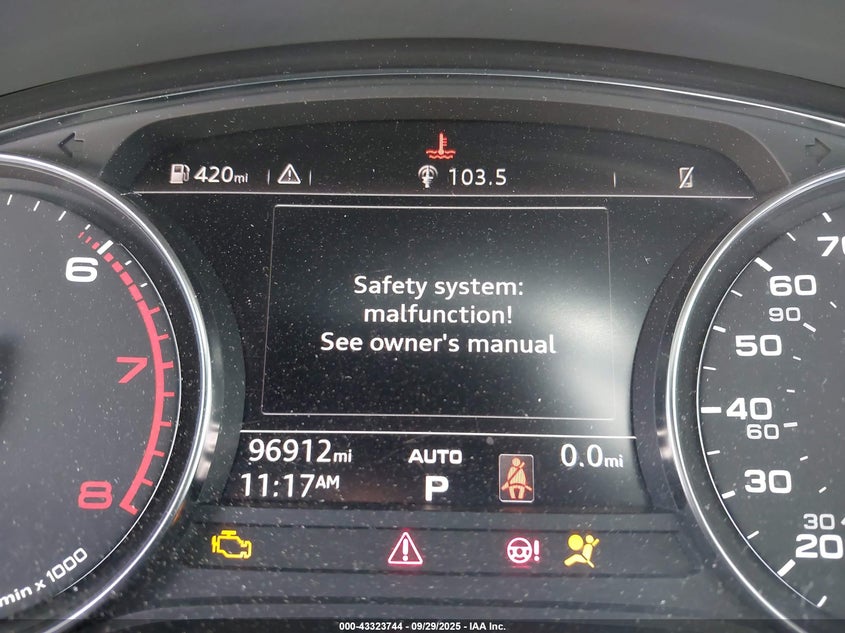 420mi
103.5
Safety system:
malfunction!
See owner's manual
96912mi
AUTO
0.0mi
11:17AM
P
6
7
8
min x 1000
70
60
90
50
40
60
30
30
20
000-43323744 - 09/29/2025 - IAA Inc.